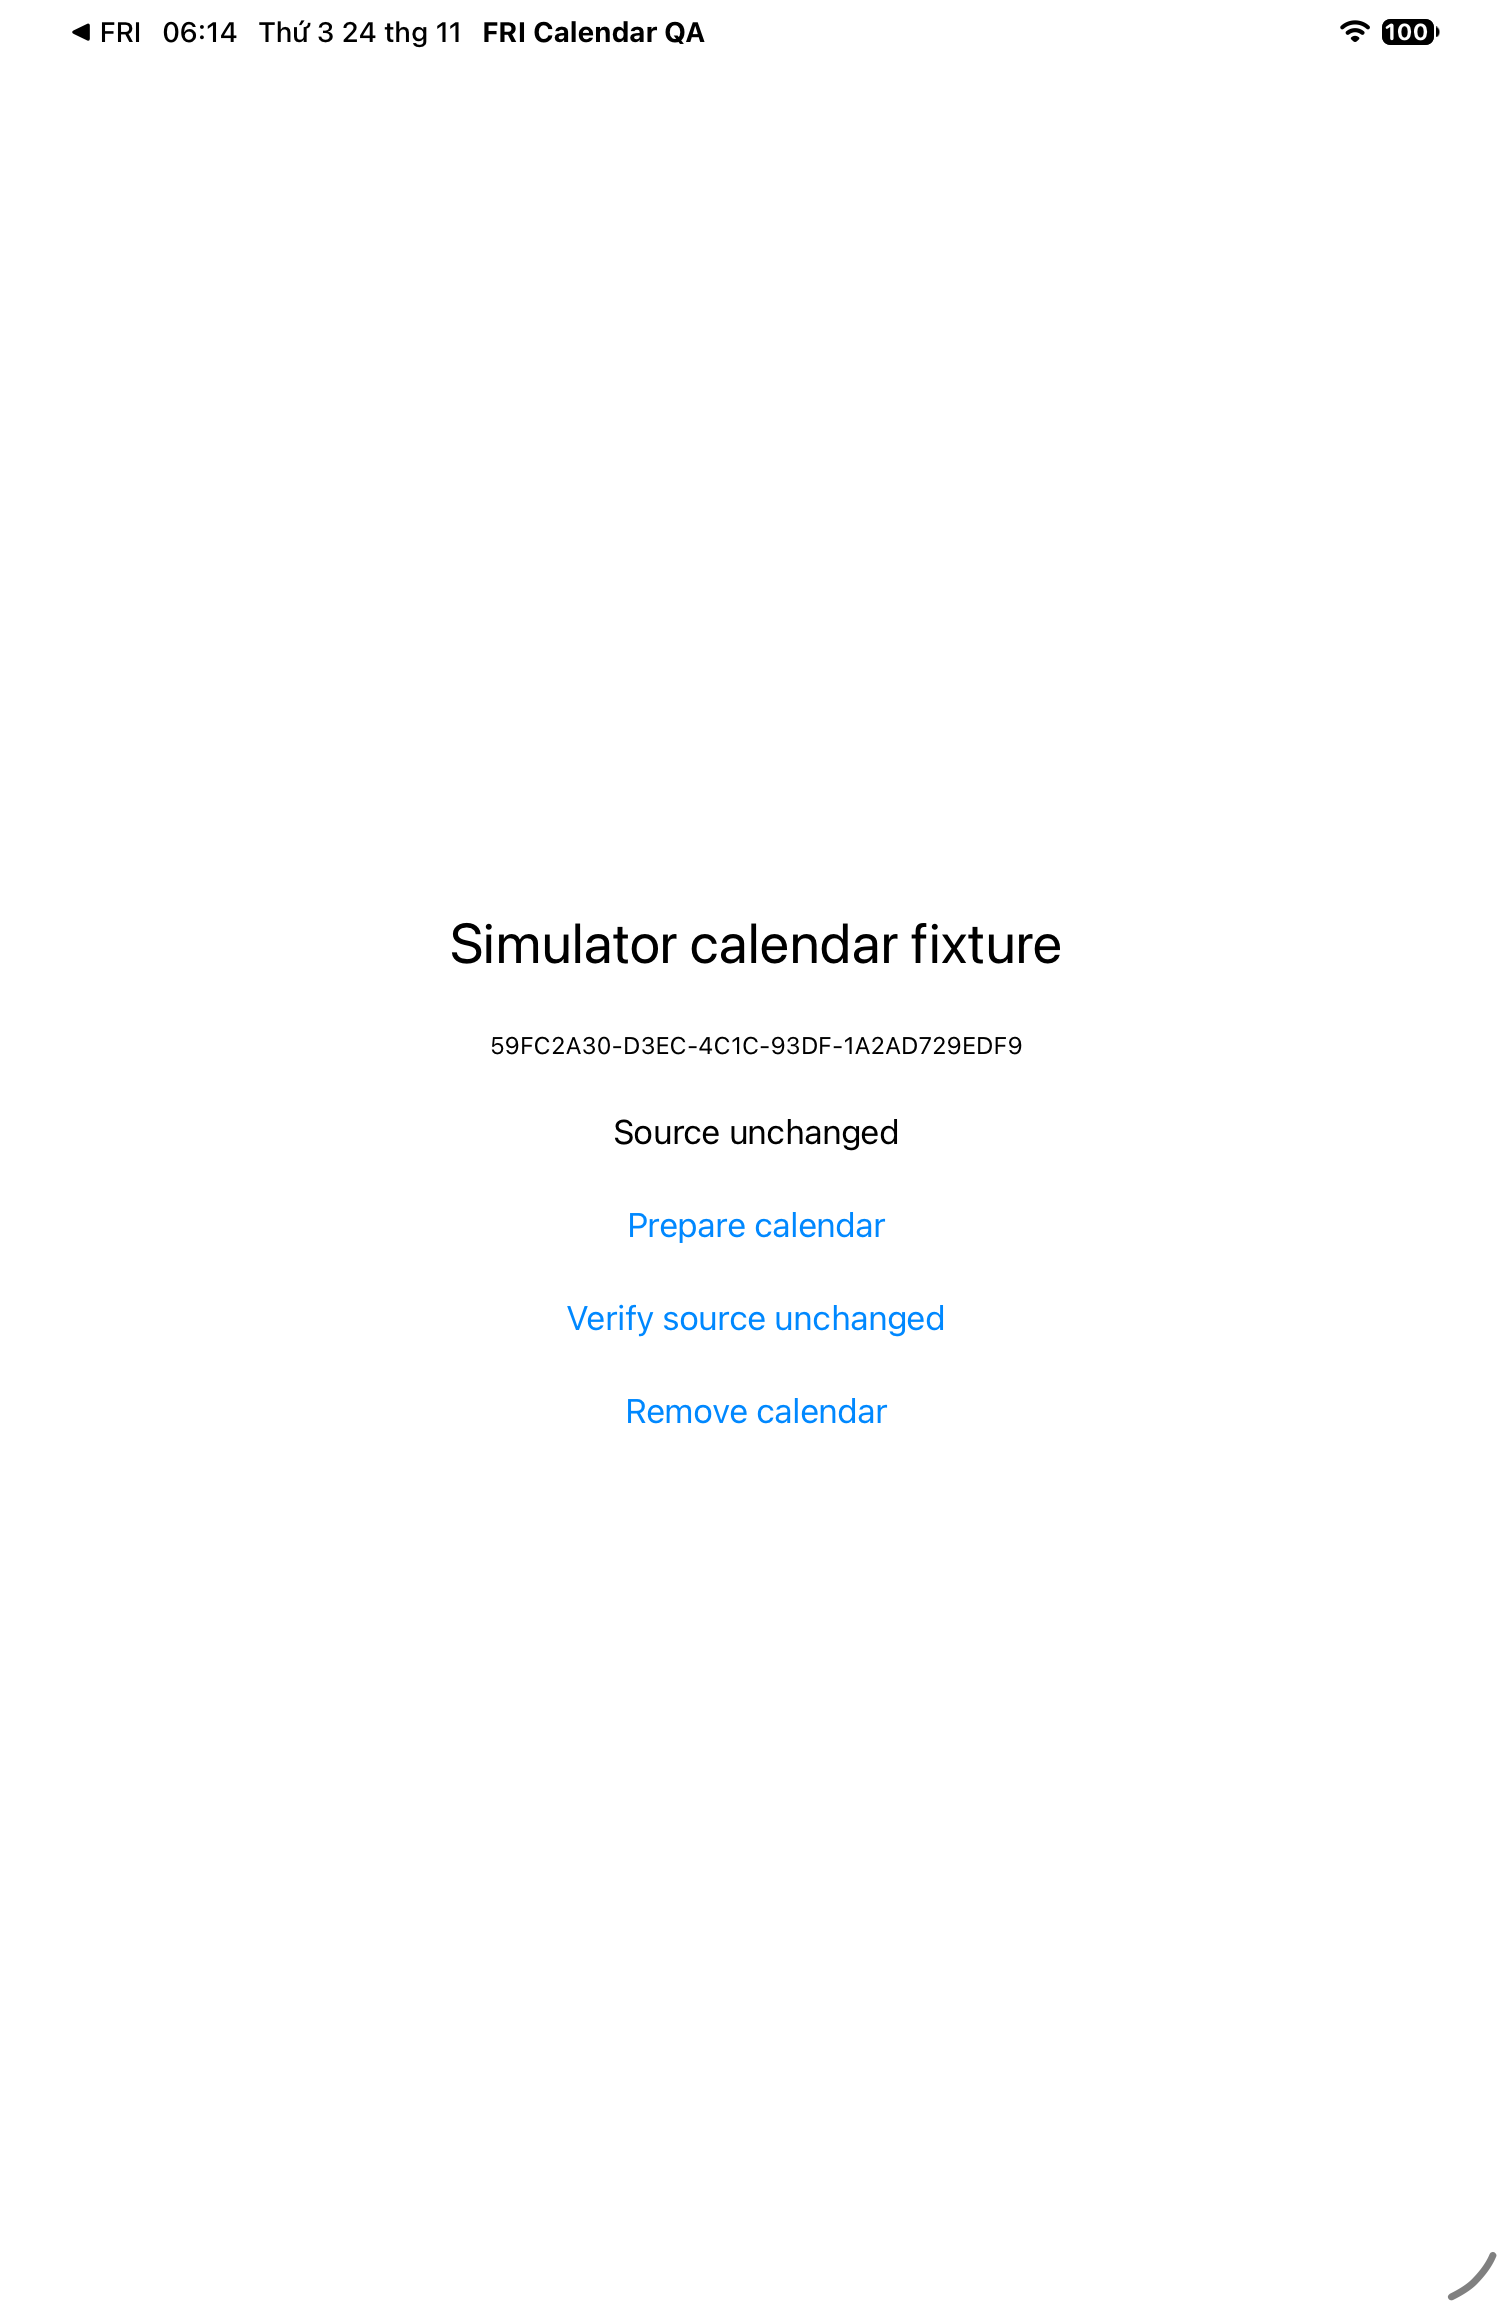 FRI 06:14 Thứ 3 24 thg 11 FRI Calendar QA 100
Simulator calendar fixture
59FC2A30-D3EC-4C1C-93DF-1A2AD729EDF9
Source unchanged
Prepare calendar
Verify source unchanged
Remove calendar